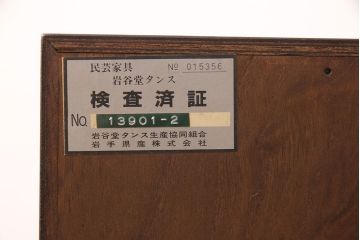 民芸家具 No 015356
岩谷堂タンス
検査済証
No. 13901-2
岩谷堂タンス生産協同組合
岩手県産株式会社